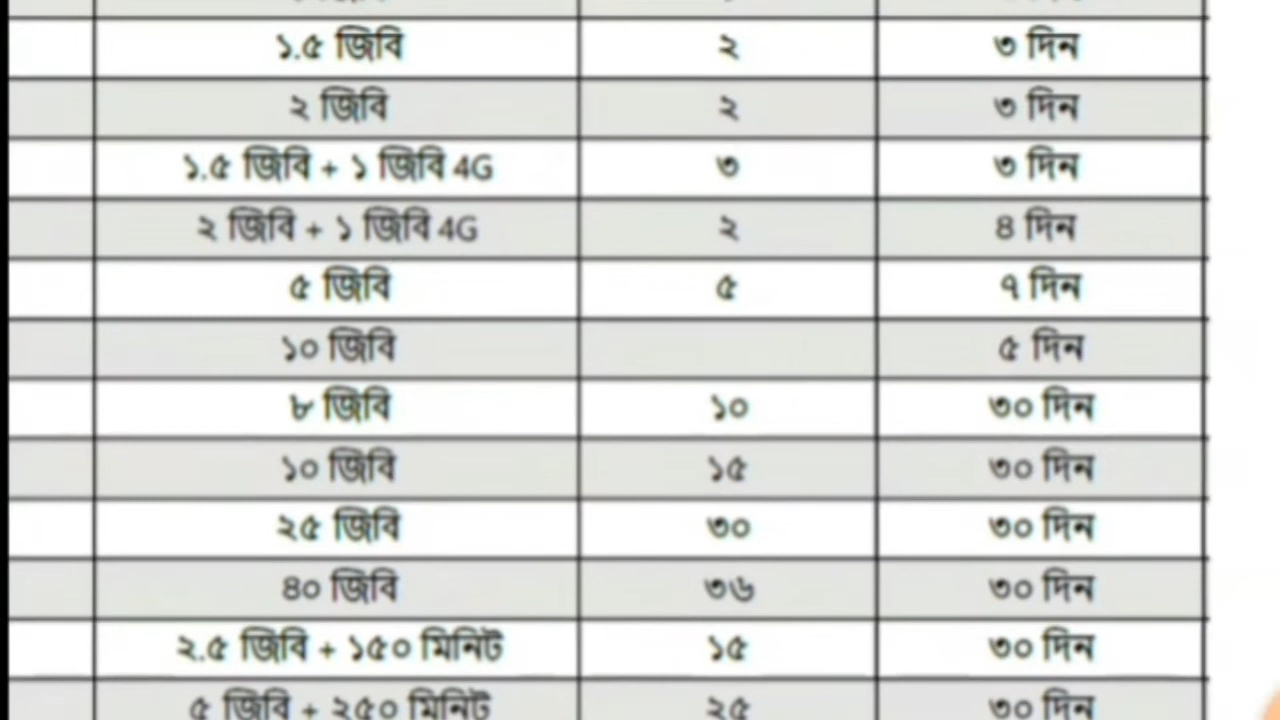 ১.৫ জিবি ২ ৩ দিন
২ জিবি ২ ৩ দিন
১.৫ জিবি + ১ জিবি 4G ৩ ৩ দিন
২ জিবি + ১ জিবি 4G ২ ৪ দিন
৫ জিবি ৫ ৭ দিন
১০ জিবি ৫ দিন
৮ জিবি ১০ ৩০ দিন
১০ জিবি ১৫ ৩০ দিন
২৫ জিবি ৩০ ৩০ দিন
৪০ জিবি ৩৬ ৩০ দিন
২.৫ জিবি + ১৫০ মিনিট ১৫ ৩০ দিন
৫ জিবি + ২৫০ মিনিট ২৫ ৩০ দিন